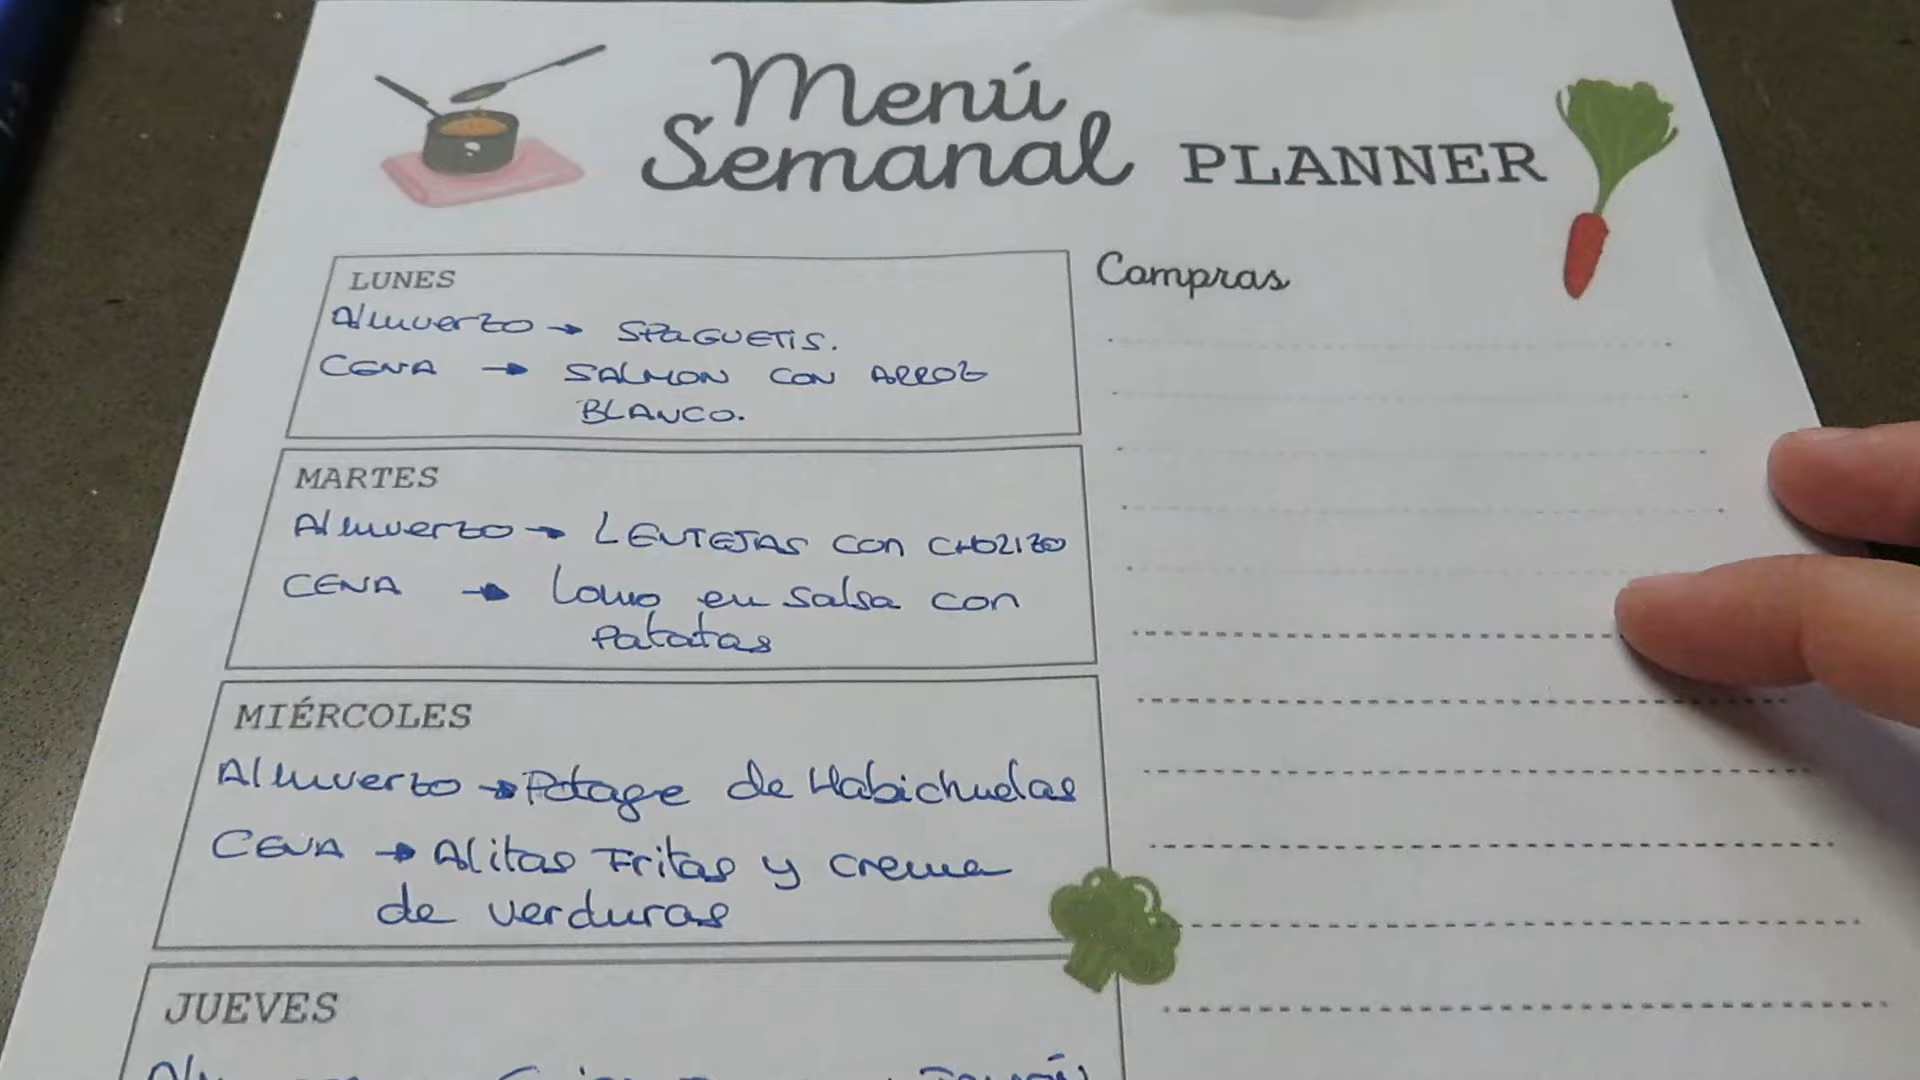 Menú
Semanal PLANNER
LUNES
Almuerzo → SPAGUETIS.
CENA → SALMON CON ARROZ
BLANCO.
MARTES
Almuerzo → LENTEJAS CON CHORIZO
CENA → Lomo en salsa con
Patatas
MIÉRCOLES
Almuerzo → Potage de Habichuelas
CENA → Alitas Fritas y crema
de verduras
JUEVES
Compras